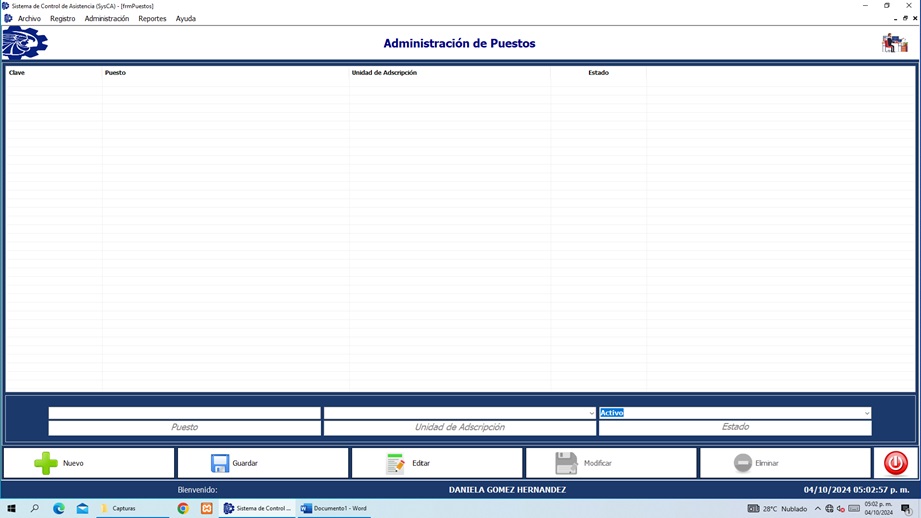 Sistema de Control de Asistencia (SysCA) - [frmPuestos]
Archivo Registro Administración Reportes Ayuda
Administración de Puestos
Clave Puesto Unidad de Adscripción Estado
Activo
Puesto Unidad de Adscripción Estado
Nuevo Guardar Editar Modificar Eliminar
Bienvenido: DANIELA GOMEZ HERNANDEZ 04/10/2024 05:02:57 p. m.
Capturas Sistema de Control ... Documento1 - Word 28°C Nublado 05:02 p. m.
04/10/2024